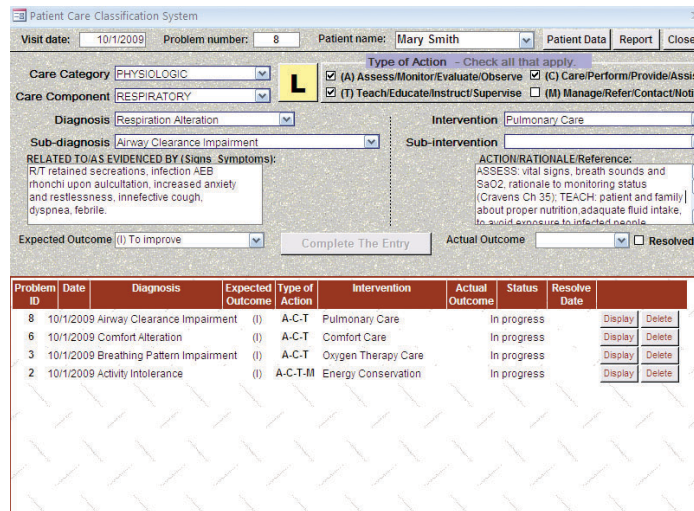 Patient Care Classification System
Visit date: 10/1/2009 Problem number: 8 Patient name: Mary Smith Patient Data Report Close
Type of Action - Check all that apply.
Care Category PHYSIOLOGIC L (A) Assess/Monitor/Evaluate/Observe (C) Care/Perform/Provide/Assis
Care Component RESPIRATORY (T) Teach/Educate/Instruct/Supervise (M) Manage/Refer/Contact/Noti
Diagnosis Respiration Alteration Intervention Pulmonary Care
Sub-diagnosis Airway Clearance Impairment Sub-intervention
RELATED TO/AS EVIDENCED BY (Signs Symptoms):
R/T retained secreations, infection AEB
rhonchi upon aulcultation, increased anxiety
and restlessness, innefective cough,
dyspnea, febrile.
ACTION/RATIONALE/Reference:
ASSESS: vital signs, breath sounds and
SaO2, rationale to monitoring status
(Cravens Ch 35); TEACH: patient and family
about proper nutrition,adaquate fluid intake,
to avoid exposure to infected people
Expected Outcome (I) To improve Complete The Entry Actual Outcome Resolved
Problem ID Date Diagnosis Expected Outcome Type of Action Intervention Actual Outcome Status Resolve Date
8 10/1/2009 Airway Clearance Impairment (I) A-C-T Pulmonary Care In progress Display Delete
6 10/1/2009 Comfort Alteration (I) A-C-T Comfort Care In progress Display Delete
3 10/1/2009 Breathing Pattern Impairment (I) A-C-T Oxygen Therapy Care In progress Display Delete
2 10/1/2009 Activity Intolerance (I) A-C-T-M Energy Conservation In progress Display Delete